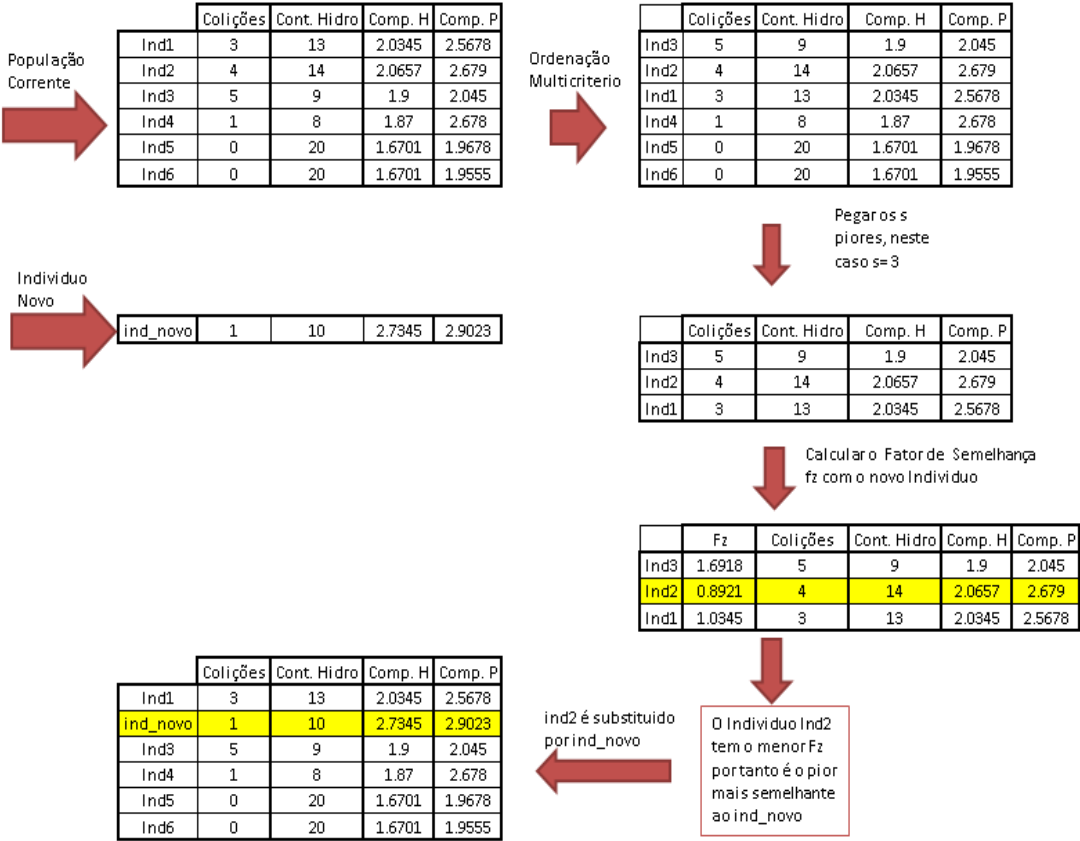 População
Corrente
Colições Cont. Hidro Comp. H Comp. P
Ind1 3 13 2.0345 2.5678
Ind2 4 14 2.0657 2.679
Ind3 5 9 1.9 2.045
Ind4 1 8 1.87 2.678
Ind5 0 20 1.6701 1.9678
Ind6 0 20 1.6701 1.9555
Ordenação
Multicriterio
Colições Cont. Hidro Comp. H Comp. P
Ind3 5 9 1.9 2.045
Ind2 4 14 2.0657 2.679
Ind1 3 13 2.0345 2.5678
Ind4 1 8 1.87 2.678
Ind5 0 20 1.6701 1.9678
Ind6 0 20 1.6701 1.9555
Pegar os s
piores, neste
caso s=3
Individuo
Novo
ind_novo 1 10 2.7345 2.9023
Colições Cont. Hidro Comp. H Comp. P
Ind3 5 9 1.9 2.045
Ind2 4 14 2.0657 2.679
Ind1 3 13 2.0345 2.5678
Calcular o Fator de Semelhança
fz com o novo Individuo
Fz Colições Cont. Hidro Comp. H Comp. P
Ind3 1.6918 5 9 1.9 2.045
Ind2 0.8921 4 14 2.0657 2.679
Ind1 1.0345 3 13 2.0345 2.5678
O Individuo Ind2
tem o menor Fz
portanto é o pior
mais semelhante
ao ind_novo
ind2 é substituido
por ind_novo
Colições Cont. Hidro Comp. H Comp. P
Ind1 3 13 2.0345 2.5678
ind_novo 1 10 2.7345 2.9023
Ind3 5 9 1.9 2.045
Ind4 1 8 1.87 2.678
Ind5 0 20 1.6701 1.9678
Ind6 0 20 1.6701 1.9555